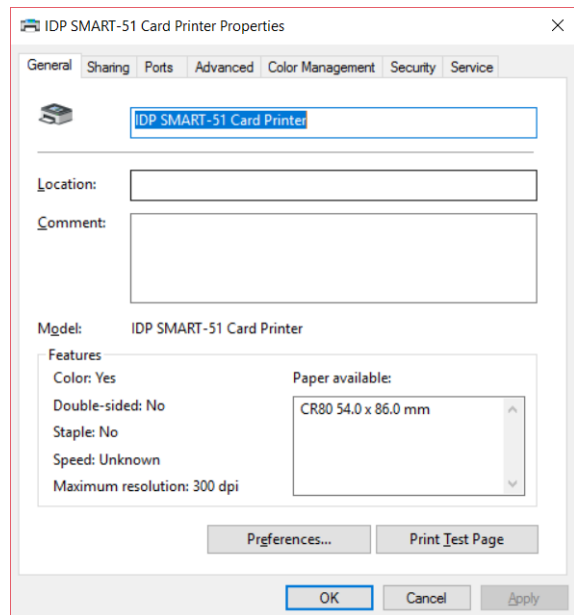 IDP SMART-51 Card Printer Properties
General Sharing Ports Advanced Color Management Security Service
IDP SMART-51 Card Printer
Location:
Comment:
Model: IDP SMART-51 Card Printer
Features
Color: Yes
Double-sided: No
Staple: No
Speed: Unknown
Maximum resolution: 300 dpi
Paper available:
CR80 54.0 x 86.0 mm
Preferences... Print Test Page
OK Cancel Apply